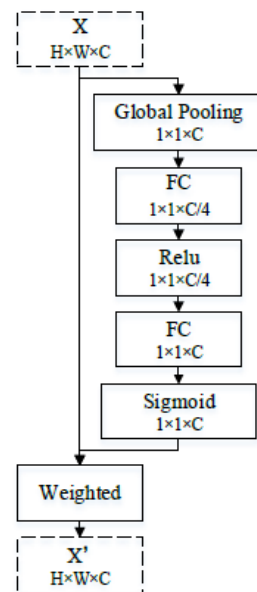 X
H×W×C
Global Pooling
1×1×C
FC
1×1×C/4
Relu
1×1×C/4
FC
1×1×C
Sigmoid
1×1×C
Weighted
X’
H×W×C